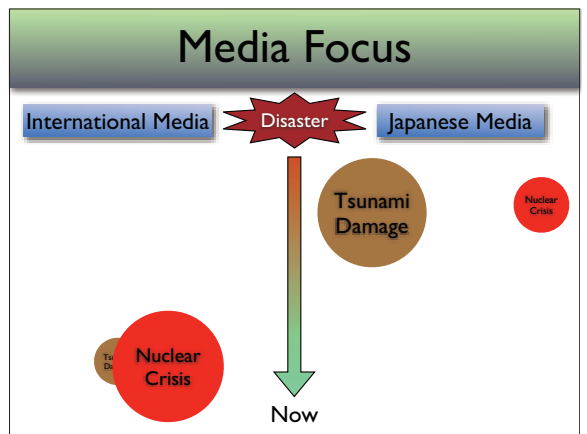 Media Focus
International Media
Disaster
Japanese Media
Tsunami
Damage
Nuclear
Crisis
Nuclear
Crisis
Now